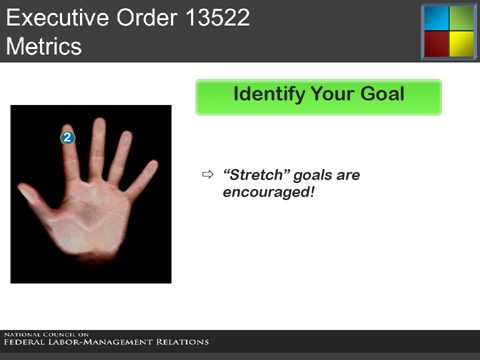 Executive Order 13522
Metrics
Identify Your Goal
2
⇨ “Stretch” goals are
encouraged!
NATIONAL COUNCIL ON
FEDERAL LABOR-MANAGEMENT RELATIONS